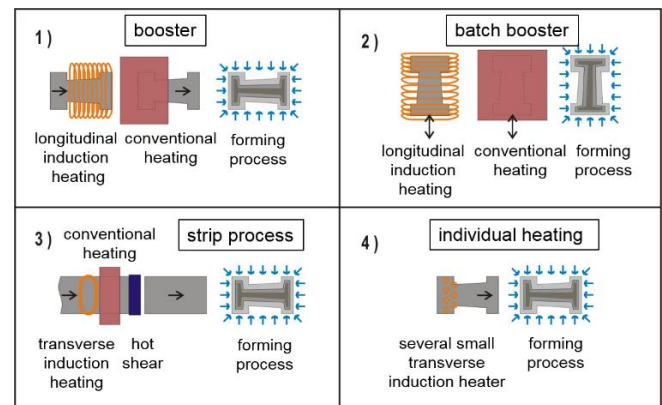 1)
booster
longitudinal
induction
heating
conventional
heating
forming
process
2)
batch booster
longitudinal
induction
heating
conventional
heating
forming
process
3)
conventional
heating
strip process
transverse
induction
heating
hot
shear
forming
process
4)
individual heating
several small
transverse
induction heater
forming
process